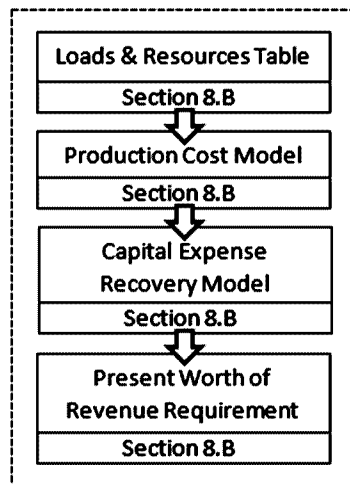 Loads & Resources Table
Section 8.B
Production Cost Model
Section 8.B
Capital Expense
Recovery Model
Section 8.B
Present Worth of
Revenue Requirement
Section 8.B